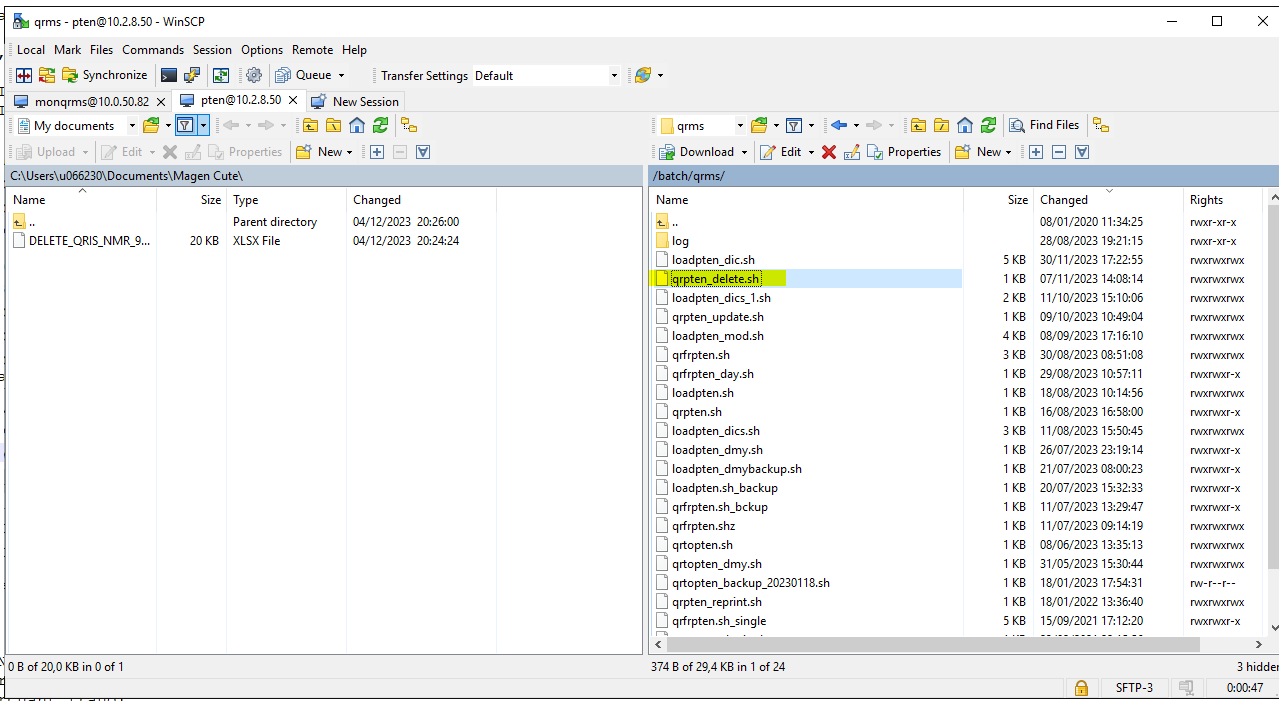 qrms - pten@10.2.8.50 - WinSCP
Local Mark Files Commands Session Options Remote Help
Synchronize Queue Transfer Settings Default
monqrms@10.0.50.82 pten@10.2.8.50 New Session
My documents qrms Find Files
Upload Edit Properties New Download Edit Properties New
C:\Users\u066230\Documents\Magen Cute\ /batch/qrms/
Name Size Type Changed Name Size Changed Rights
.. Parent directory 04/12/2023 20:26:00 .. 08/01/2020 11:34:25 rwxr-xr-x
DELETE_QRIS_NMR_9... 20 KB XLSX File 04/12/2023 20:24:24 log 28/08/2023 19:21:15 rwxr-xr-x
loadpten_dic.sh 5 KB 30/11/2023 17:22:55 rwxrwxrwx
qrpten_delete.sh 1 KB 07/11/2023 14:08:14 rwxrwxrwx
loadpten_dics_1.sh 2 KB 11/10/2023 15:10:06 rwxrwxrwx
qrpten_update.sh 1 KB 09/10/2023 10:49:04 rwxrwxrwx
loadpten_mod.sh 4 KB 08/09/2023 17:16:10 rwxrwxrwx
qrfrpten.sh 3 KB 30/08/2023 08:51:08 rwxrwxrwx
qrfrpten_day.sh 1 KB 29/08/2023 10:57:11 rwxrwxr-x
loadpten.sh 1 KB 18/08/2023 10:14:56 rwxrwxrwx
qrpten.sh 1 KB 16/08/2023 16:58:00 rwxrwxr-x
loadpten_dics.sh 3 KB 11/08/2023 15:50:45 rwxrwxrwx
loadpten_dmy.sh 1 KB 26/07/2023 23:19:14 rwxrwxr-x
loadpten_dmybackup.sh 1 KB 21/07/2023 08:00:23 rwxrwxr-x
loadpten.sh_backup 1 KB 20/07/2023 15:32:33 rwxrwxr-x
qrfrpten.sh_bckup 1 KB 11/07/2023 13:29:47 rwxrwxr-x
qrfrpten.shz 1 KB 11/07/2023 09:14:19 rwxrwxrwx
qrtopten.sh 1 KB 08/06/2023 13:35:13 rwxrwxrwx
qrtopten_dmy.sh 1 KB 31/05/2023 15:30:44 rwxrwxr-x
qrtopten_backup_20230118.sh 1 KB 18/01/2023 17:54:31 rw-r--r--
qrpten_reprint.sh 1 KB 18/01/2022 13:36:40 rwxrwxrwx
qrfrpten.sh_single 5 KB 15/09/2021 17:12:20 rwxrwxr-x
0 B of 20,0 KB in 0 of 1 374 B of 29,4 KB in 1 of 24 3 hidden
SFTP-3 0:00:47